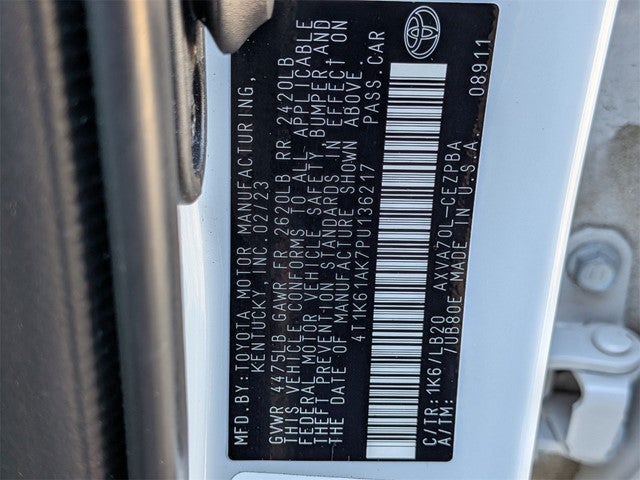 MFD.BY:TOYOTA MOTOR MANUFACTURING,
KENTUCKY, INC. 02/23
GVWR 4475LB GAWR FR 2620LB RR 2420LB
THIS VEHICLE CONFORMS TO ALL APPLICABLE
FEDERAL MOTOR VEHICLE SAFETY, BUMPER AND
THEFT PREVENTION STANDARDS IN EFFECT ON
THE DATE OF MANUFACTURE SHOWN ABOVE.
4T1K61AK7PU136217 PASS.CAR
C/TR:1K6/LB20 AXVA70L-CEZPBA
A/TM: /UB80E MADE IN U.S.A.
08911